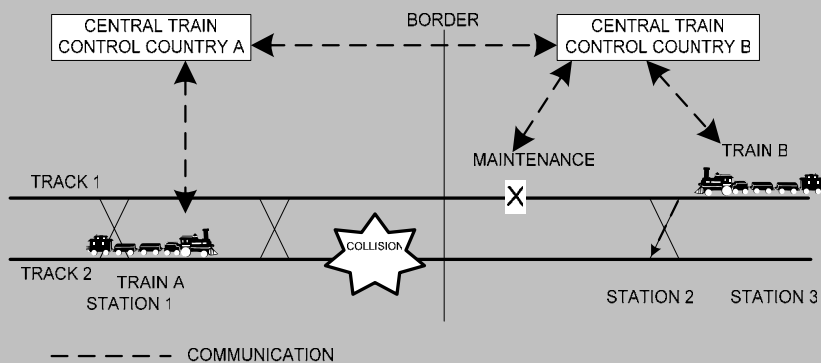 CENTRAL TRAIN
CONTROL COUNTRY A
BORDER
CENTRAL TRAIN
CONTROL COUNTRY B
MAINTENANCE
TRAIN B
TRACK 1
X
COLLISION
TRACK 2
TRAIN A
STATION 1
STATION 2
STATION 3
COMMUNICATION